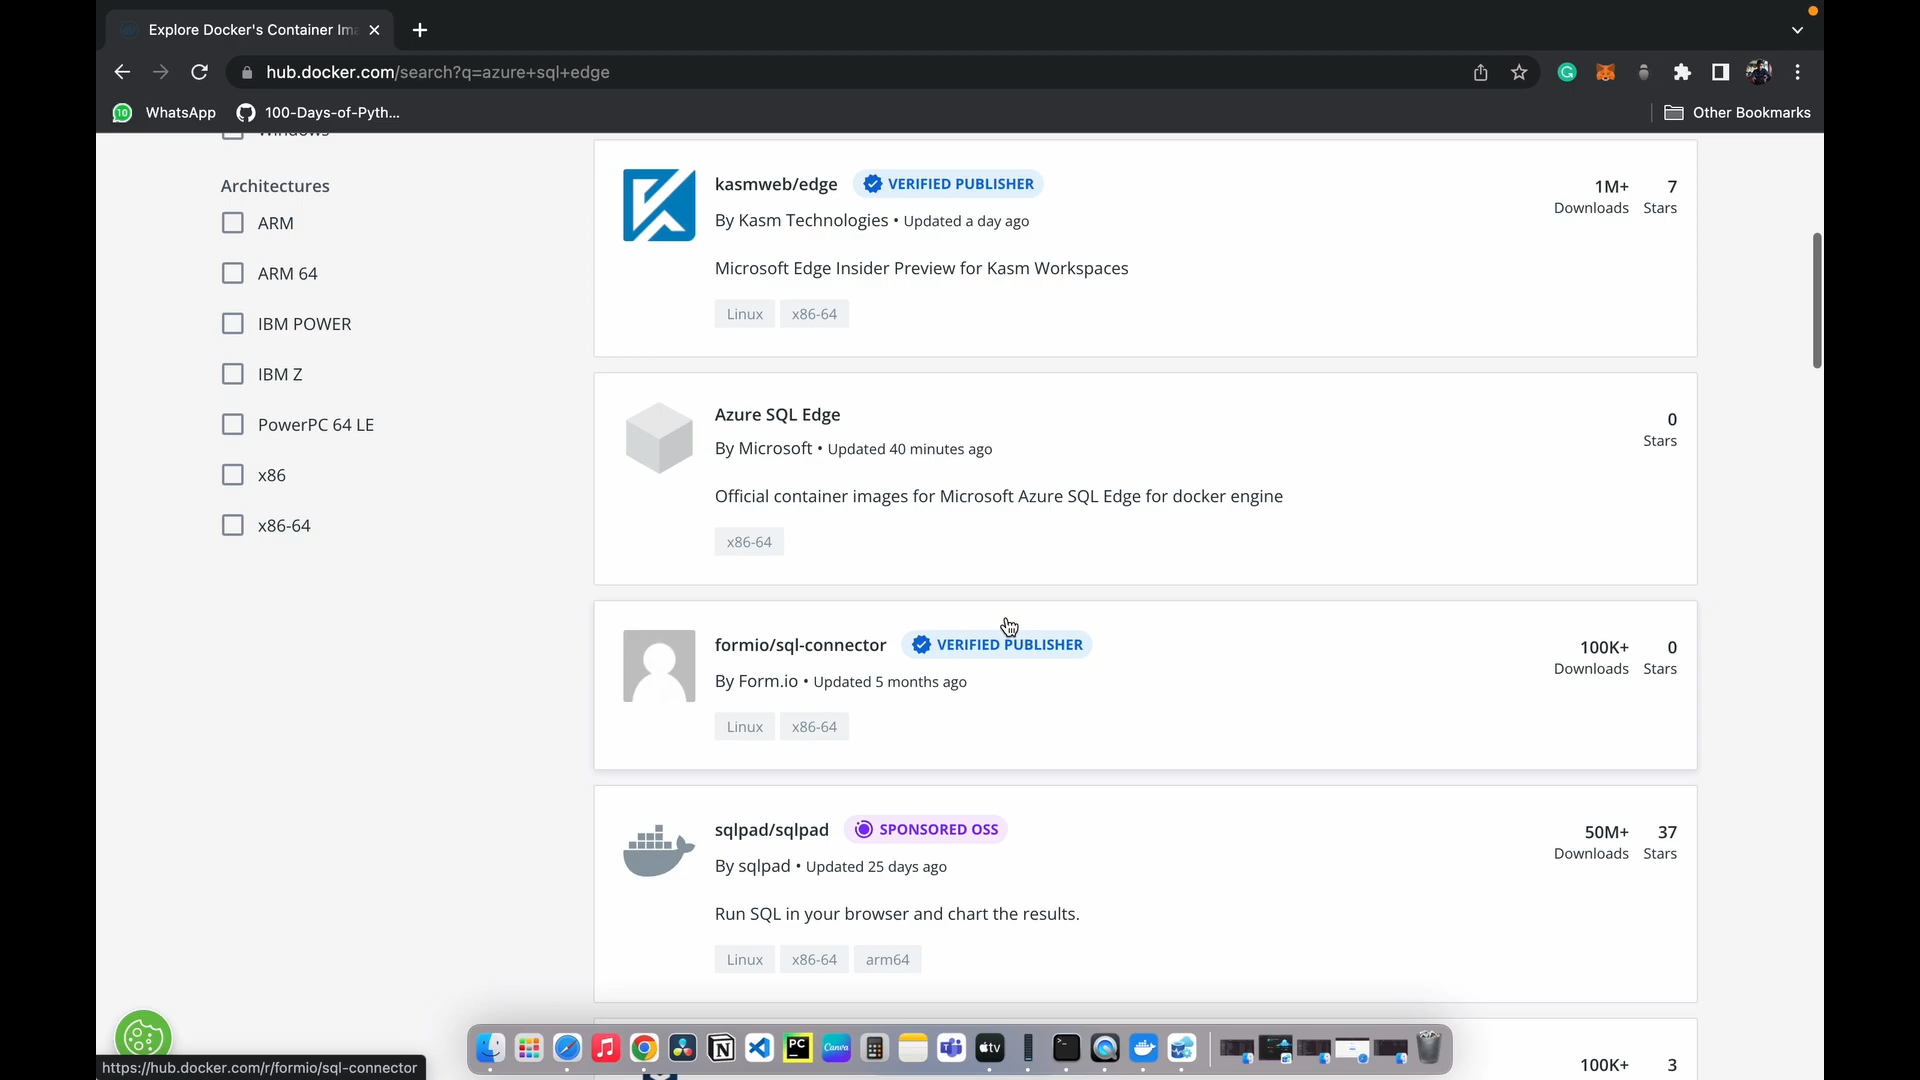 Explore Docker's Container Ima
hub.docker.com/search?q=azure+sql+edge
10
WhatsApp
100-Days-of-Pyth...
Other Bookmarks
Windows
Architectures
ARM
ARM 64
IBM POWER
IBM Z
PowerPC 64 LE
x86
x86-64
kasmweb/edge VERIFIED PUBLISHER
1M+ 7
Downloads Stars
By Kasm Technologies • Updated a day ago
Microsoft Edge Insider Preview for Kasm Workspaces
Linux x86-64
Azure SQL Edge
0
Stars
By Microsoft • Updated 40 minutes ago
Official container images for Microsoft Azure SQL Edge for docker engine
x86-64
formio/sql-connector VERIFIED PUBLISHER
100K+ 0
Downloads Stars
By Form.io • Updated 5 months ago
Linux x86-64
sqlpad/sqlpad SPONSORED OSS
50M+ 37
Downloads Stars
By sqlpad • Updated 25 days ago
Run SQL in your browser and chart the results.
Linux x86-64 arm64
100K+ 3
PC
Canva
tv
https://hub.docker.com/r/formio/sql-connector